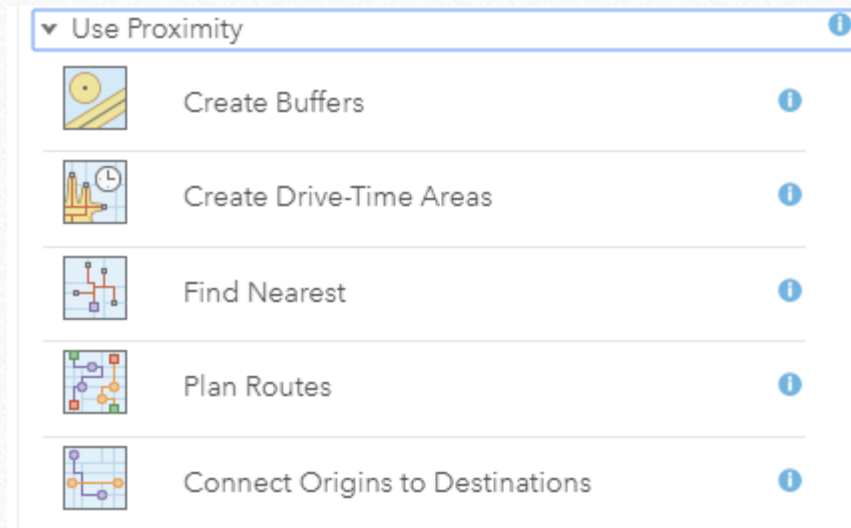 Use Proximity
Create Buffers
Create Drive-Time Areas
Find Nearest
Plan Routes
Connect Origins to Destinations